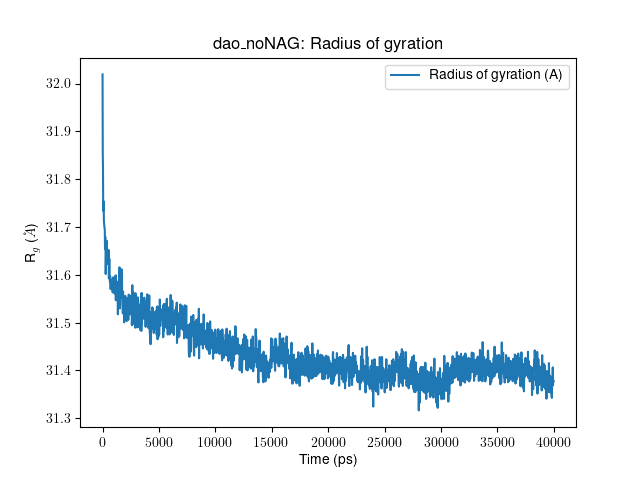 dao_noNAG: Radius of gyration
Radius of gyration (A)
32.0
31.9
31.8
31.7
31.6
31.5
31.4
31.3
R_g (Å)
0 5000 10000 15000 20000 25000 30000 35000 40000
Time (ps)